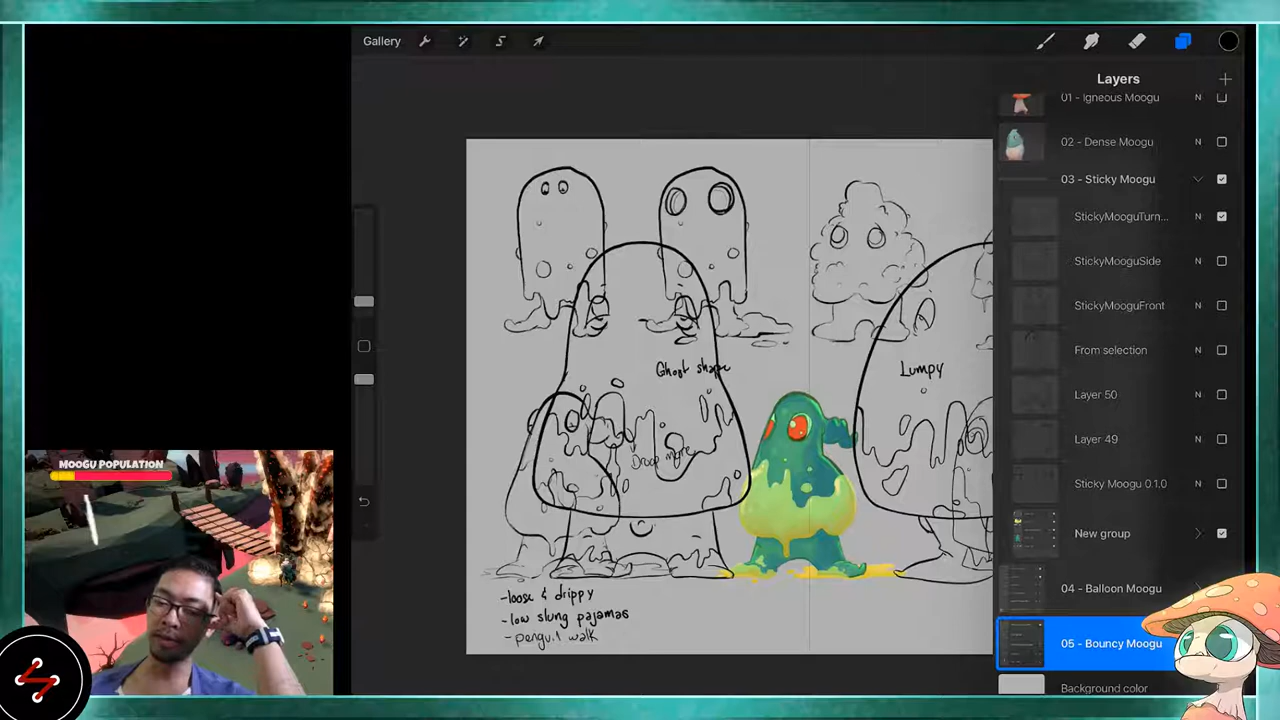 Gallery
Layers
01 - Igneous Moogu N
02 - Dense Moogu N
03 - Sticky Moogu
StickyMooguTurn... N
StickyMooguSide N
StickyMooguFront N
From selection N
Layer 50 N
Layer 49 N
Sticky Moogu 0.1.0 N
New group
04 - Balloon Moogu
05 - Bouncy Moogu
Background color
Ghost shape
Lumpy
Droop more
-loose & drippy
-low slung pajamas
-penguin walk
MOOGU POPULATION